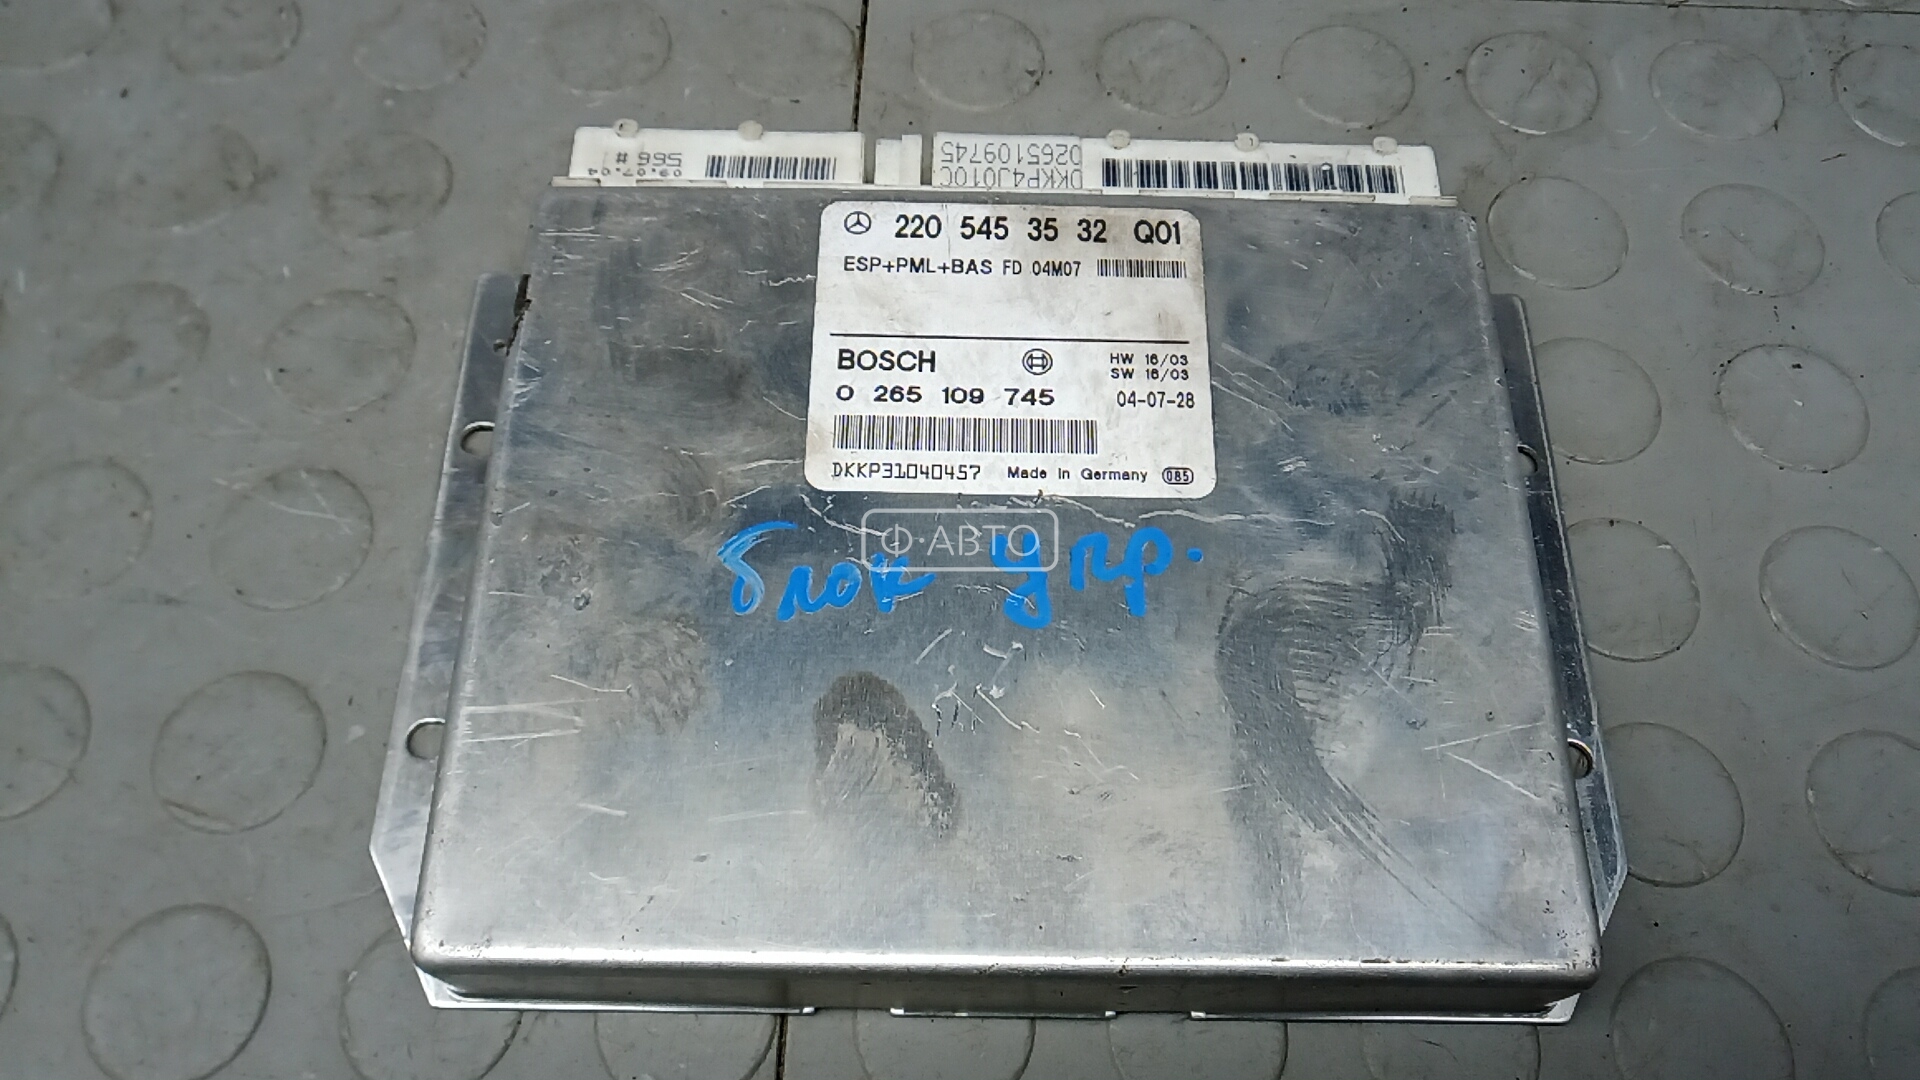 566 #
09.07.04
DKKP4J010C
0265109745
220 545 35 32 Q01
ESP+PML+BAS FD 04M07
BOSCH
HW 16/03
SW 16/03
0 265 109 745
04-07-28
DKKP31040457 Made in Germany 085
Ф·АВТО
блок упр.